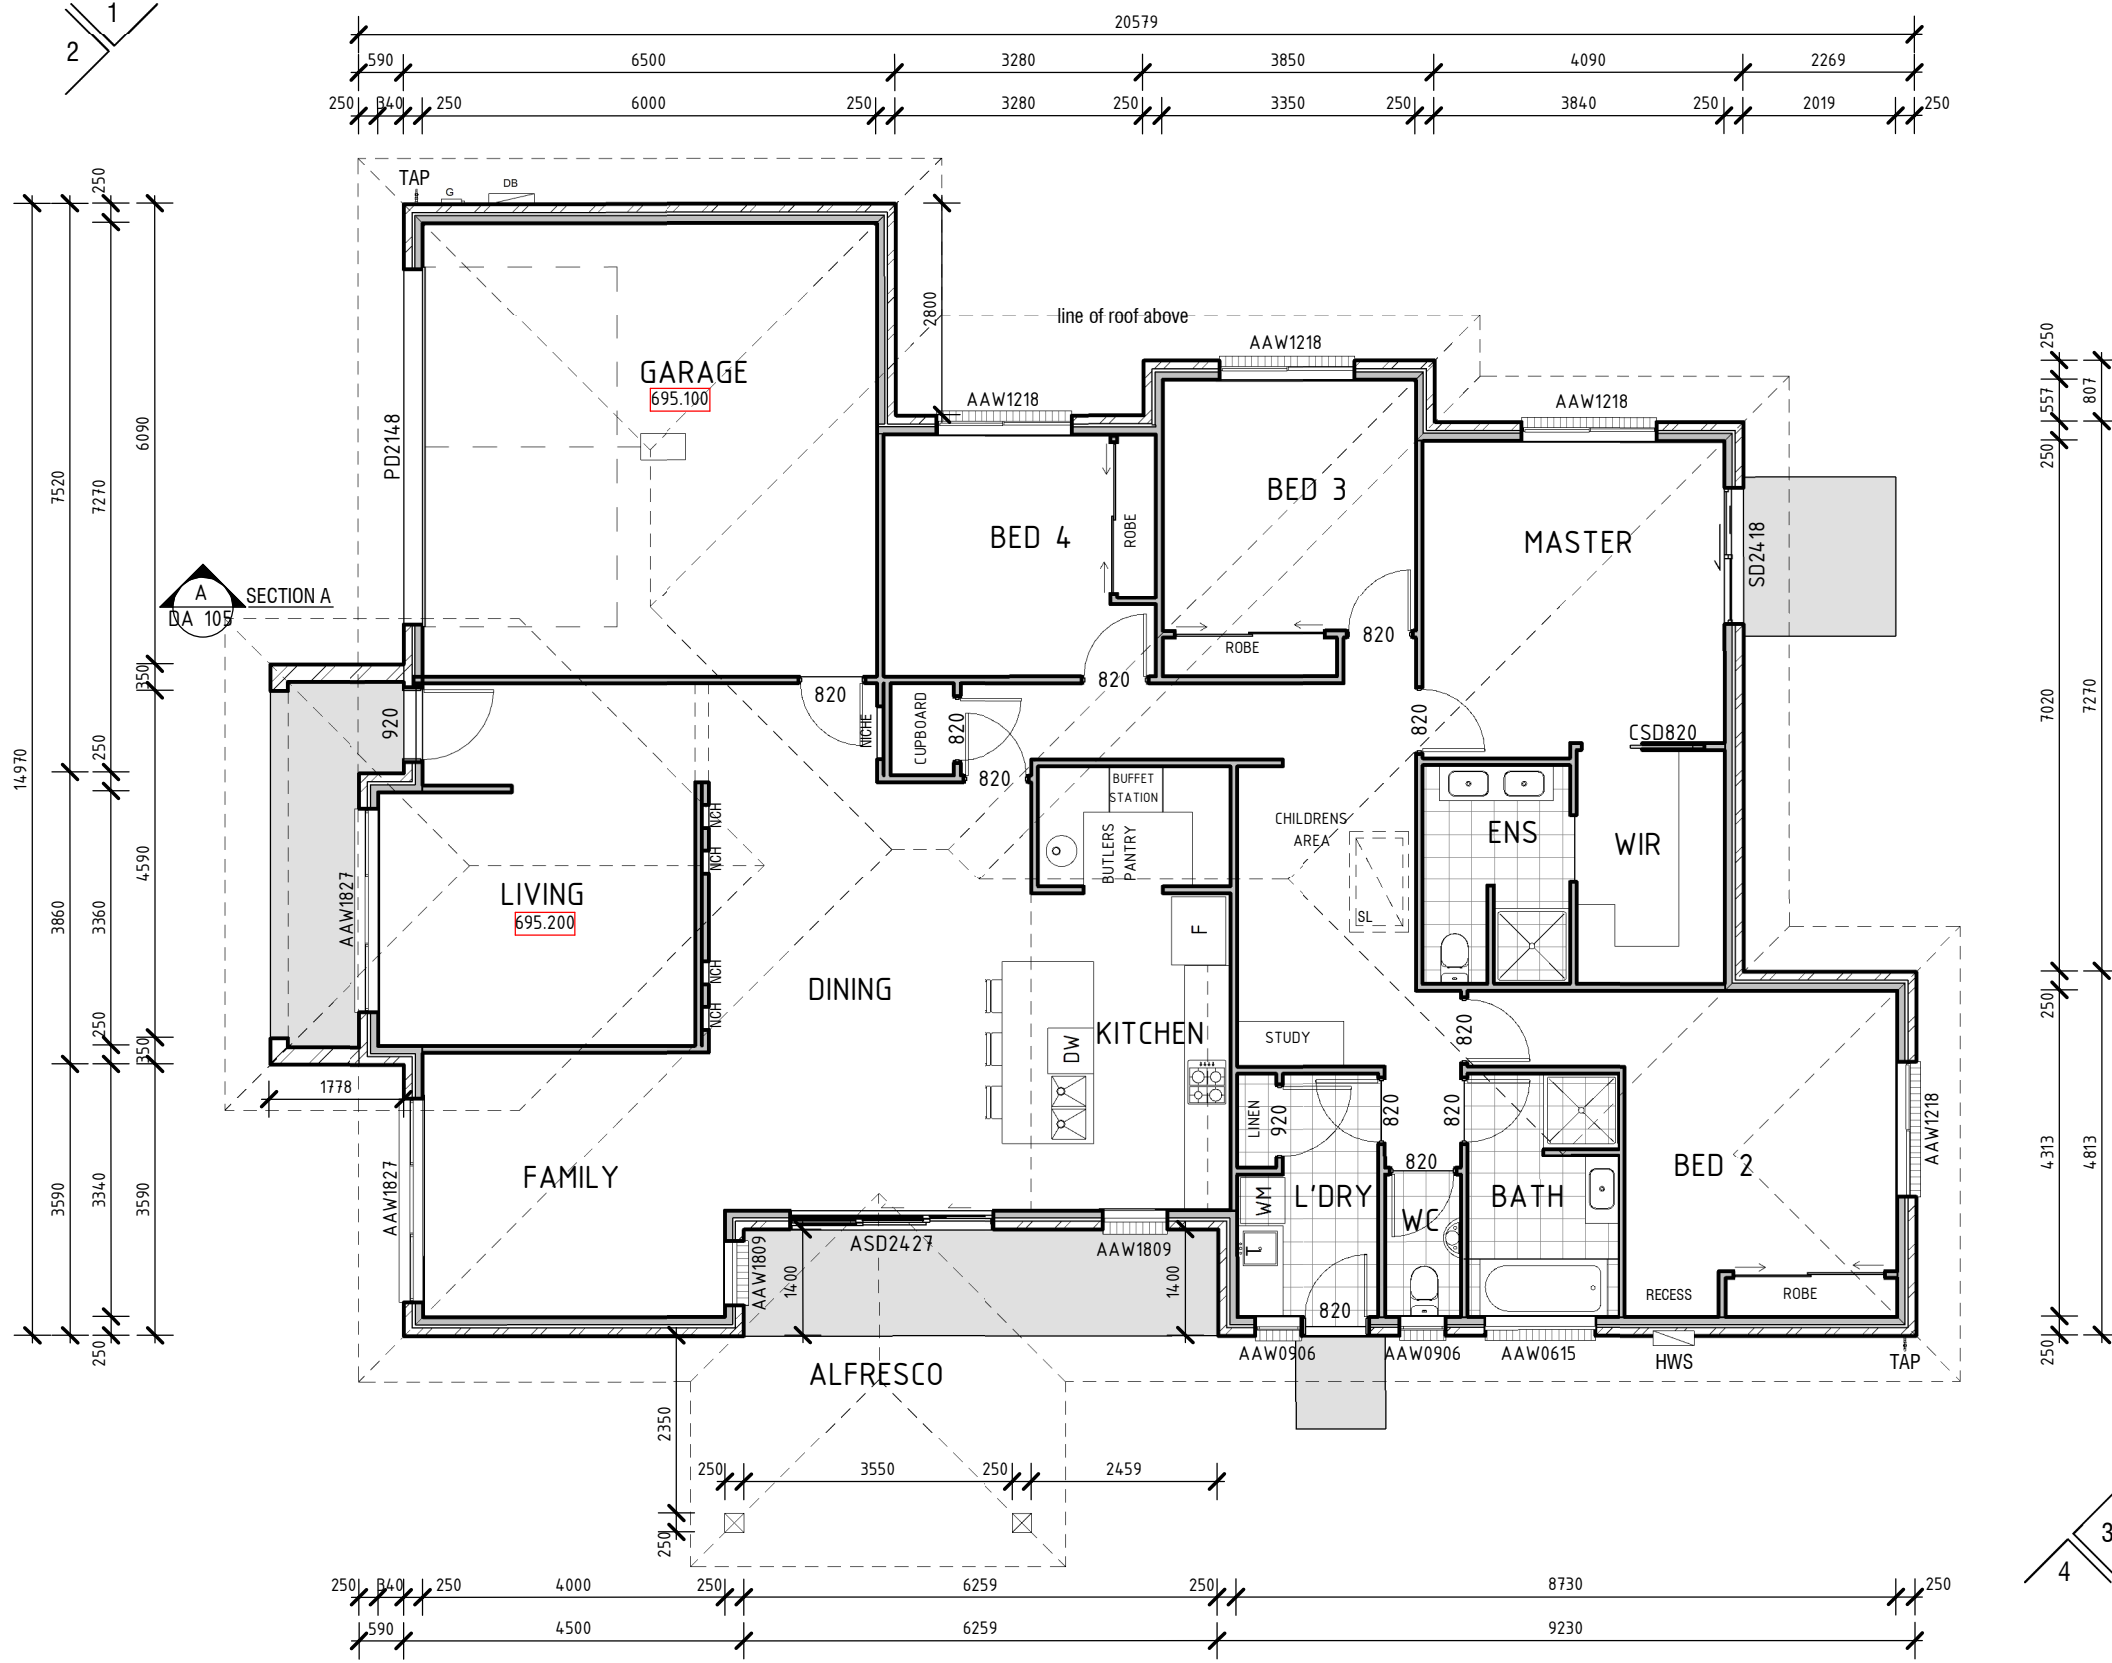 1
2
20579
590 6500 3280 3850 4090 2269
250 340 250 6000 250 3280 250 3350 250 3840 250 2019 250
TAP
G
DB
250
2800
line of roof above
AAW1218
AAW1218
AAW1218
GARAGE
695.100
PD2148
6090
7520
7270
14970
250
557
807
250
BED 4
ROBE
BED 3
ROBE
MASTER
SD2418
A
DA 105
SECTION A
350
920
820
NICHE
CUPBOARD
820
820
820
820
820
CSD820
7020
7270
250
820
BUFFET
STATION
BUTLERS
PANTRY
CHILDRENS
AREA
ENS
WIR
SL
NCH
NCH
NCH
NCH
LIVING
695.200
AAW1827
4590
3860
3360
250
350
DINING
KITCHEN
F
DW
STUDY
820
250
1778
LINEN
920
820
820
820
AAW1218
FAMILY
AAW1827
3590
3340
3590
250
WM
L'DRY
WC
BATH
BED 2
4313
4813
250
T
ASD2427
AAW1809
AAW1809
1400
1400
820
RECESS
ROBE
AAW0906
AAW0906
AAW0615
HWS
TAP
ALFRESCO
2350
250
250 3550 250 2459
3
4
250 340 250 4000 250 6259 250 8730 250
590 4500 6259 9230